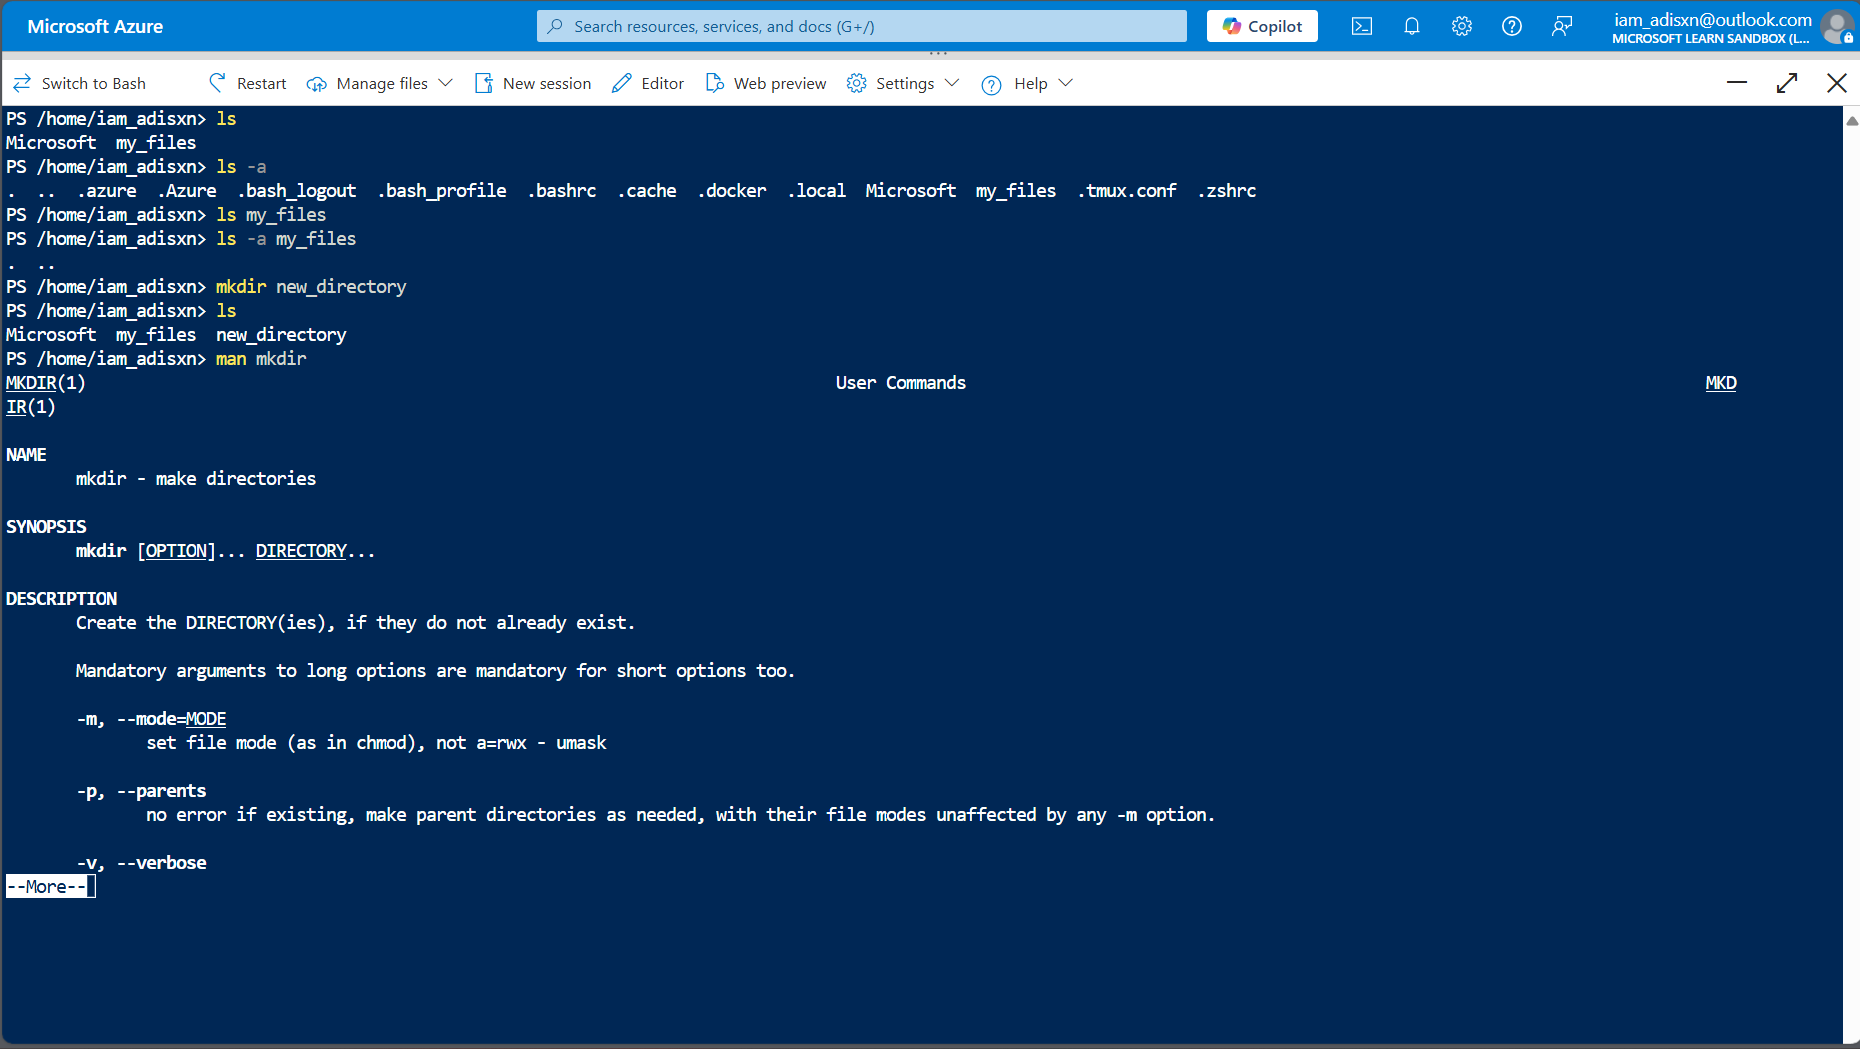 Microsoft Azure
Search resources, services, and docs (G+/)
Copilot
iam_adisxn@outlook.com
MICROSOFT LEARN SANDBOX (L...
Switch to Bash
Restart
Manage files
New session
Editor
Web preview
Settings
Help
PS /home/iam_adisxn> ls
Microsoft  my_files
PS /home/iam_adisxn> ls -a
.  ..  .azure  .Azure  .bash_logout  .bash_profile  .bashrc  .cache  .docker  .local  Microsoft  my_files  .tmux.conf  .zshrc
PS /home/iam_adisxn> ls my_files
PS /home/iam_adisxn> ls -a my_files
.  ..
PS /home/iam_adisxn> mkdir new_directory
PS /home/iam_adisxn> ls
Microsoft  my_files  new_directory
PS /home/iam_adisxn> man mkdir
MKDIR(1) User Commands MKD
IR(1)
NAME
mkdir - make directories
SYNOPSIS
mkdir [OPTION]... DIRECTORY...
DESCRIPTION
Create the DIRECTORY(ies), if they do not already exist.
Mandatory arguments to long options are mandatory for short options too.
-m, --mode=MODE
set file mode (as in chmod), not a=rwx - umask
-p, --parents
no error if existing, make parent directories as needed, with their file modes unaffected by any -m option.
-v, --verbose
--More--